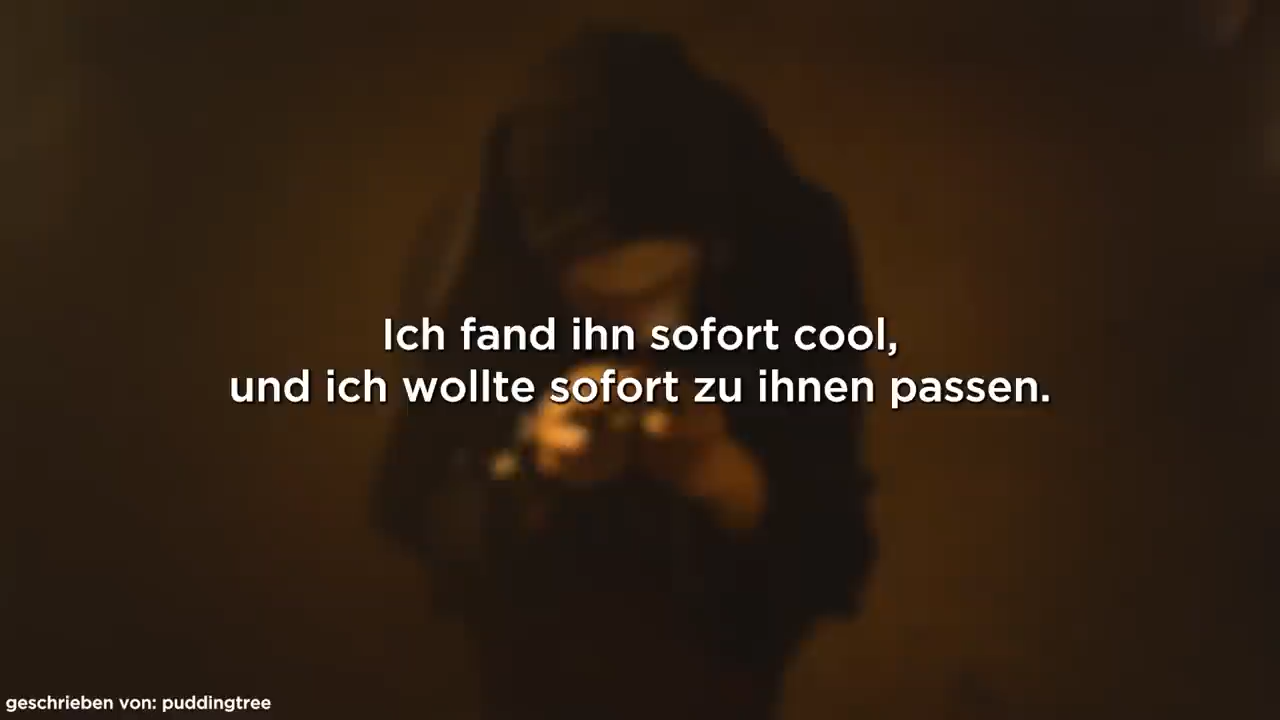 Ich fand ihn sofort cool,
und ich wollte sofort zu ihnen passen.
geschrieben von: puddingtree